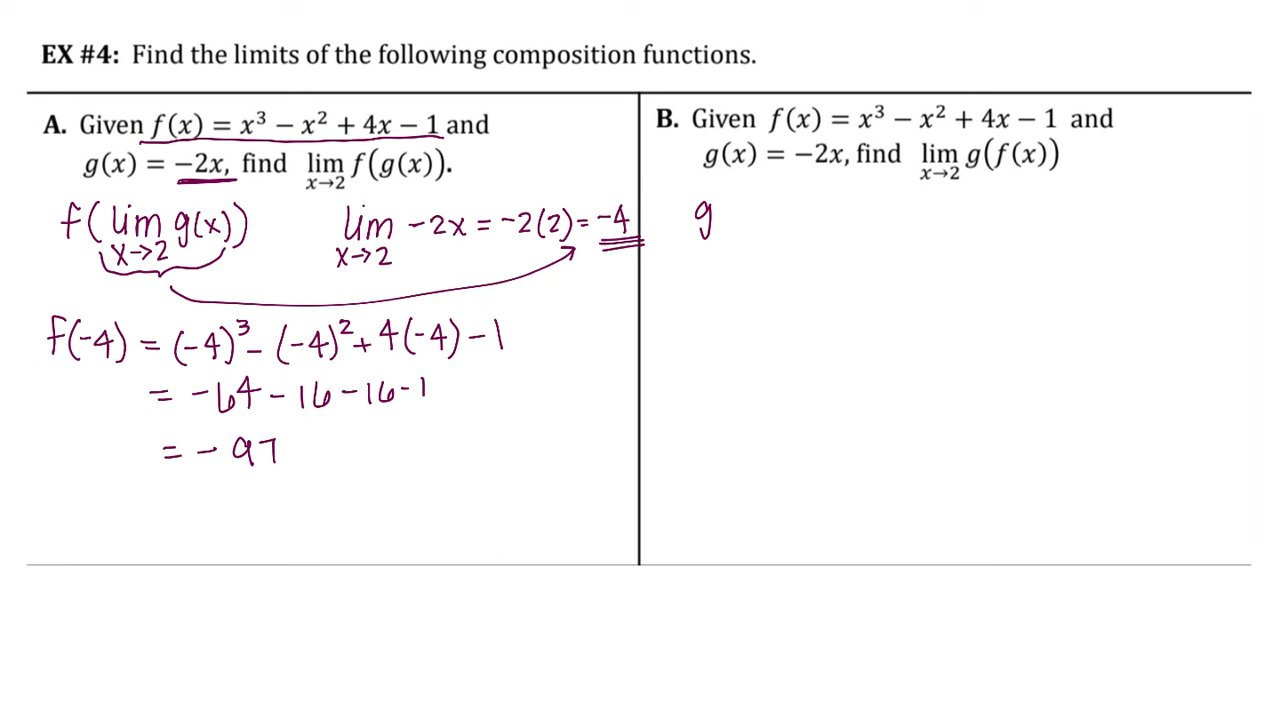 EX #4: Find the limits of the following composition functions.
A. Given f(x) = x³ − x² + 4x − 1 and
g(x) = −2x, find lim x→2 f(g(x)).
f( lim x→2 g(x)) lim x→2 -2x = -2(2) = -4
f(-4) = (-4)³ - (-4)² + 4(-4) - 1
= -64 - 16 - 16 - 1
= - 97
B. Given f(x) = x³ − x² + 4x − 1 and
g(x) = −2x, find lim x→2 g(f(x))
g